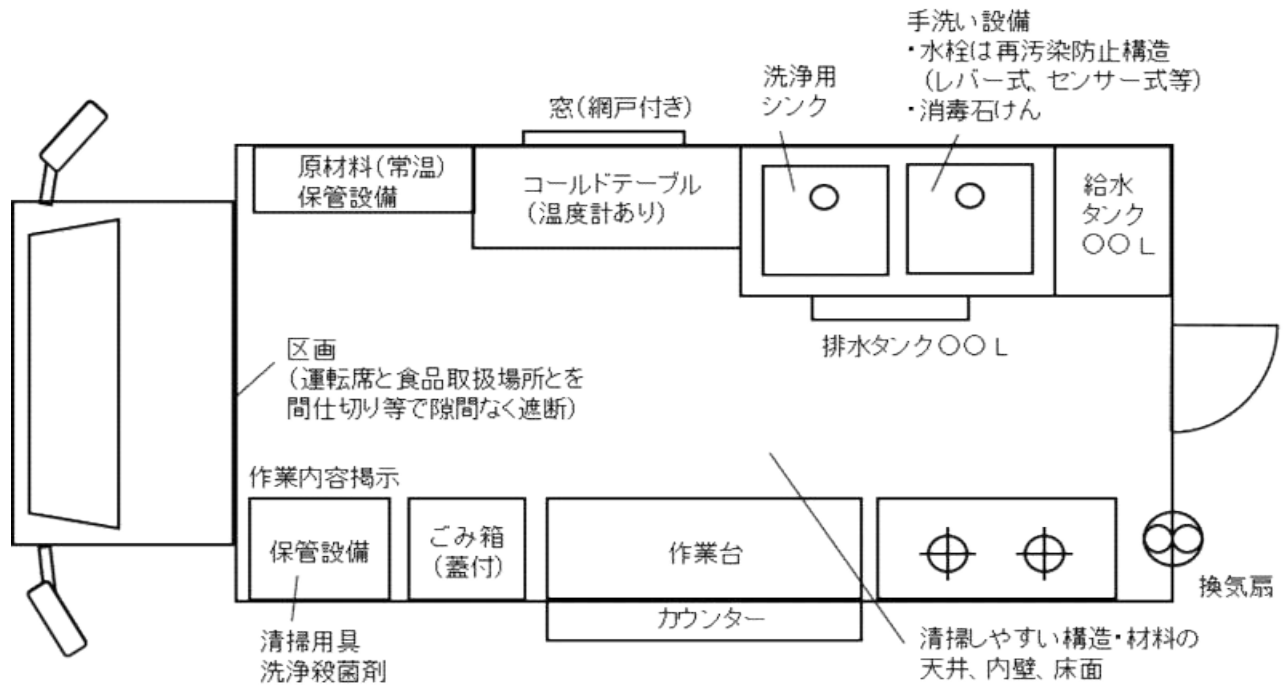 手洗い設備
・水栓は再汚染防止構造
（レバー式、センサー式等）
・消毒石けん
洗浄用
シンク
窓（網戸付き）
原材料（常温）
保管設備
コールドテーブル
（温度計あり）
給水
タンク
〇〇L
排水タンク〇〇L
区画
（運転席と食品取扱場所とを
間仕切り等で隙間なく遮断）
作業内容掲示
保管設備
ごみ箱
（蓋付）
作業台
換気扇
カウンター
清掃用具
洗浄殺菌剤
清掃しやすい構造・材料の
天井、内壁、床面